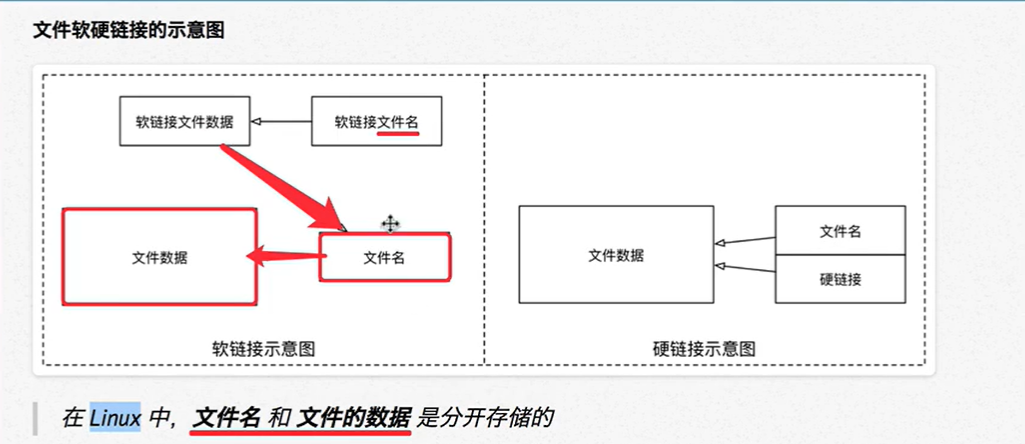 文件软硬链接的示意图
软链接文件数据
软链接文件名
文件数据
文件名
软链接示意图
文件数据
文件名
硬链接
硬链接示意图
在 Linux 中，文件名 和 文件的数据 是分开存储的